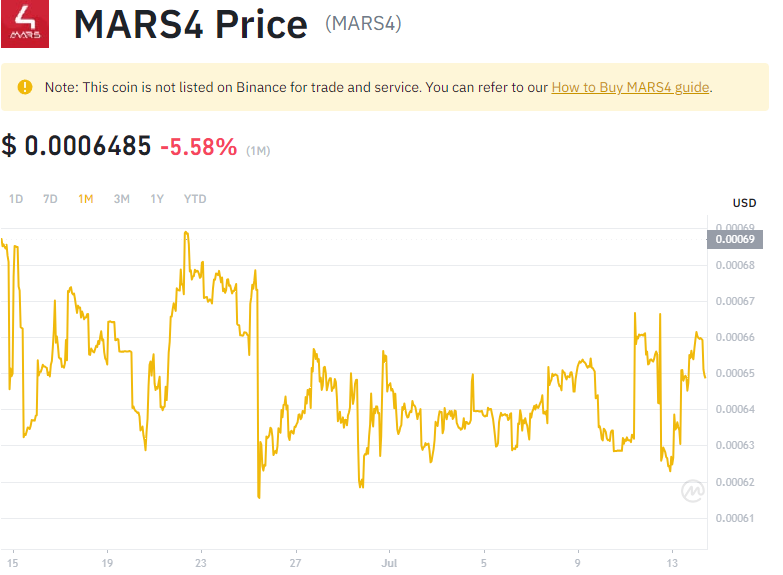 MARS
MARS4 Price (MARS4)
Note: This coin is not listed on Binance for trade and service. You can refer to our How to Buy MARS4 guide.
$ 0.0006485 -5.58% (1M)
1D 7D 1M 3M 1Y YTD
USD
0.00069
0.00069
0.00068
0.00067
0.00066
0.00065
0.00064
0.00063
0.00062
0.00061
15 19 23 27 Jul 5 9 13